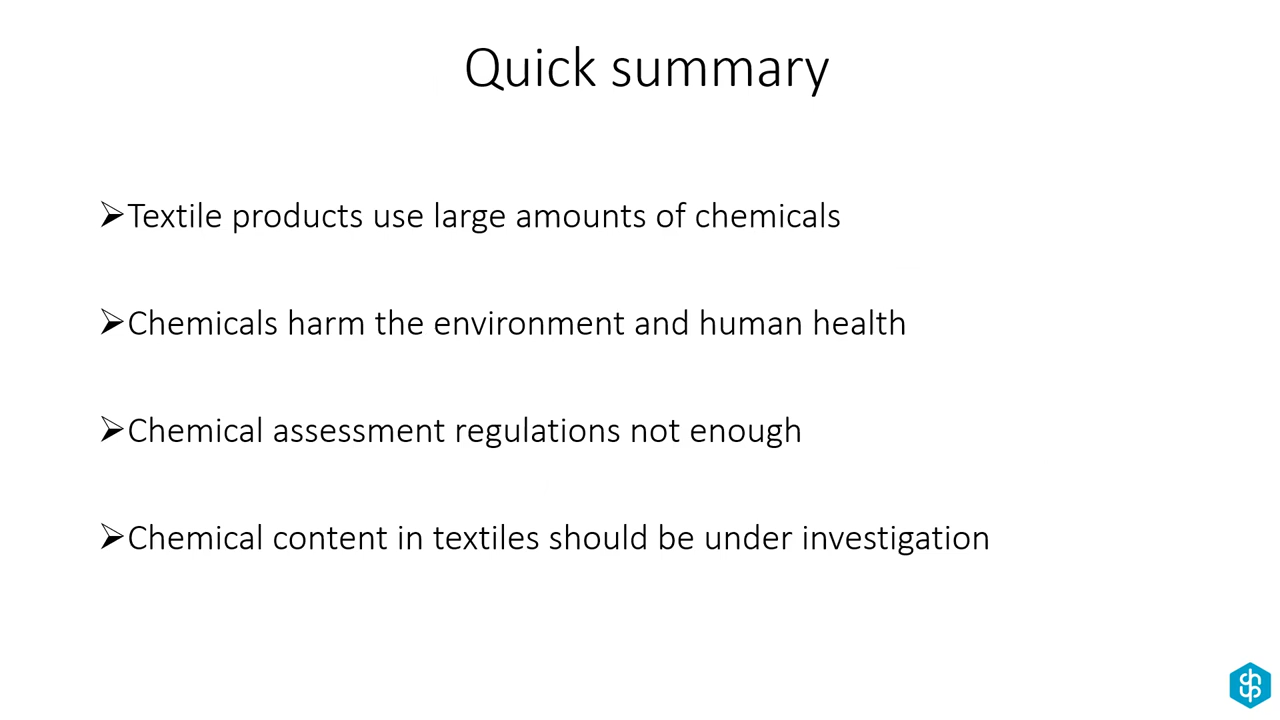 Quick summary
➢Textile products use large amounts of chemicals
➢Chemicals harm the environment and human health
➢Chemical assessment regulations not enough
➢Chemical content in textiles should be under investigation